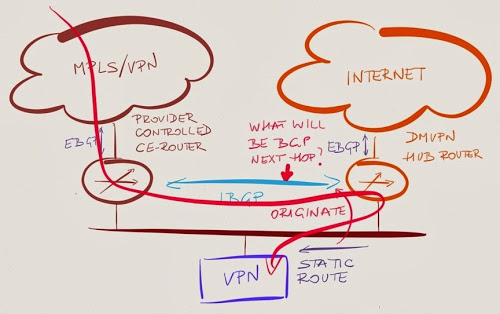 MPLS/VPN
INTERNET
PROVIDER
CONTROLLED
CE-ROUTER
EBGP
WHAT WILL
BE BGP
NEXT-HOP?
EBGP
DMVPN
HUB ROUTER
IBGP
ORIGINATE
STATIC
ROUTE
VPN